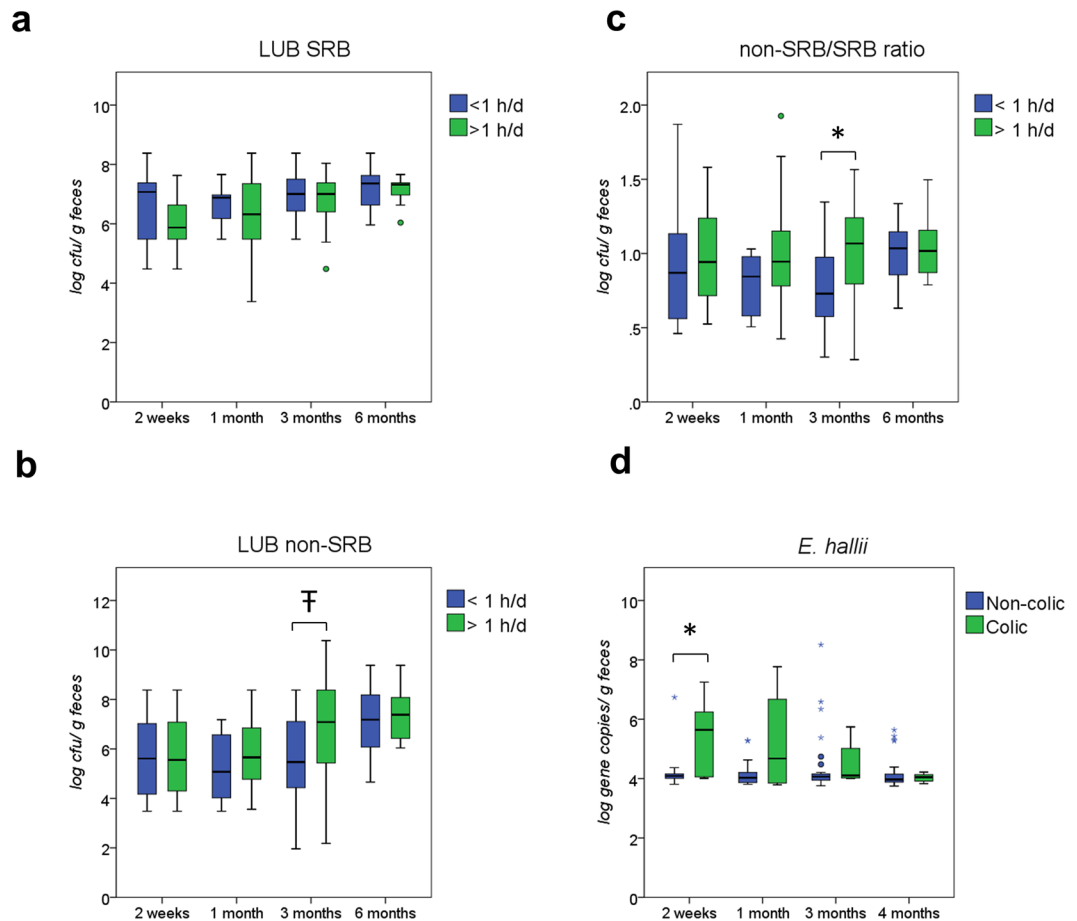 a
LUB SRB
<1 h/d
>1 h/d
log cfu/ g feces
10
8
6
4
2
0
2 weeks 1 month 3 months 6 months
b
LUB non-SRB
< 1 h/d
> 1 h/d
Ŧ
log cfu/ g feces
12
10
8
6
4
2
0
2 weeks 1 month 3 months 6 months
c
non-SRB/SRB ratio
< 1 h/d
> 1 h/d
*
log cfu/ g feces
2.0
1.5
1.0
.5
.0
2 weeks 1 month 3 months 6 months
d
E. hallii
Non-colic
Colic
*
log gene copies/ g feces
10
8
6
4
2
0
2 weeks 1 month 3 months 4 months